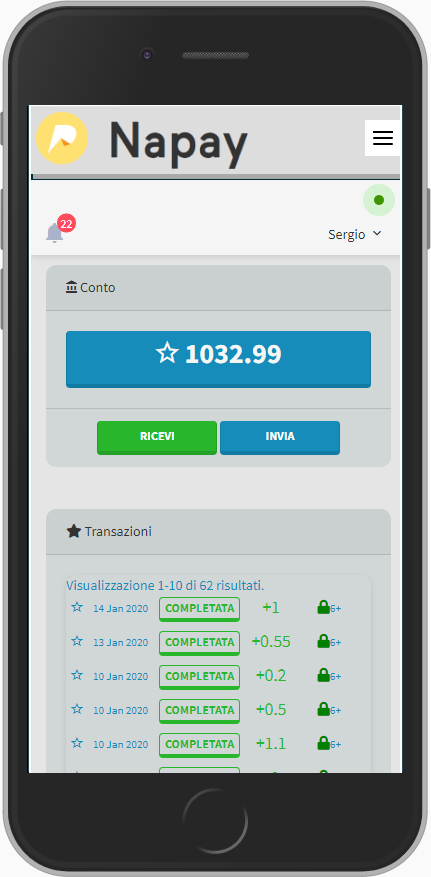 Napay
22
Sergio
Conto
1032.99
RICEVI INVIA
Transazioni
Visualizzazione 1-10 di 62 risultati.
14 Jan 2020 COMPLETATA +1 6+
13 Jan 2020 COMPLETATA +0.55 6+
10 Jan 2020 COMPLETATA +0.2 6+
10 Jan 2020 COMPLETATA +0.5 6+
10 Jan 2020 COMPLETATA +1.1 6+